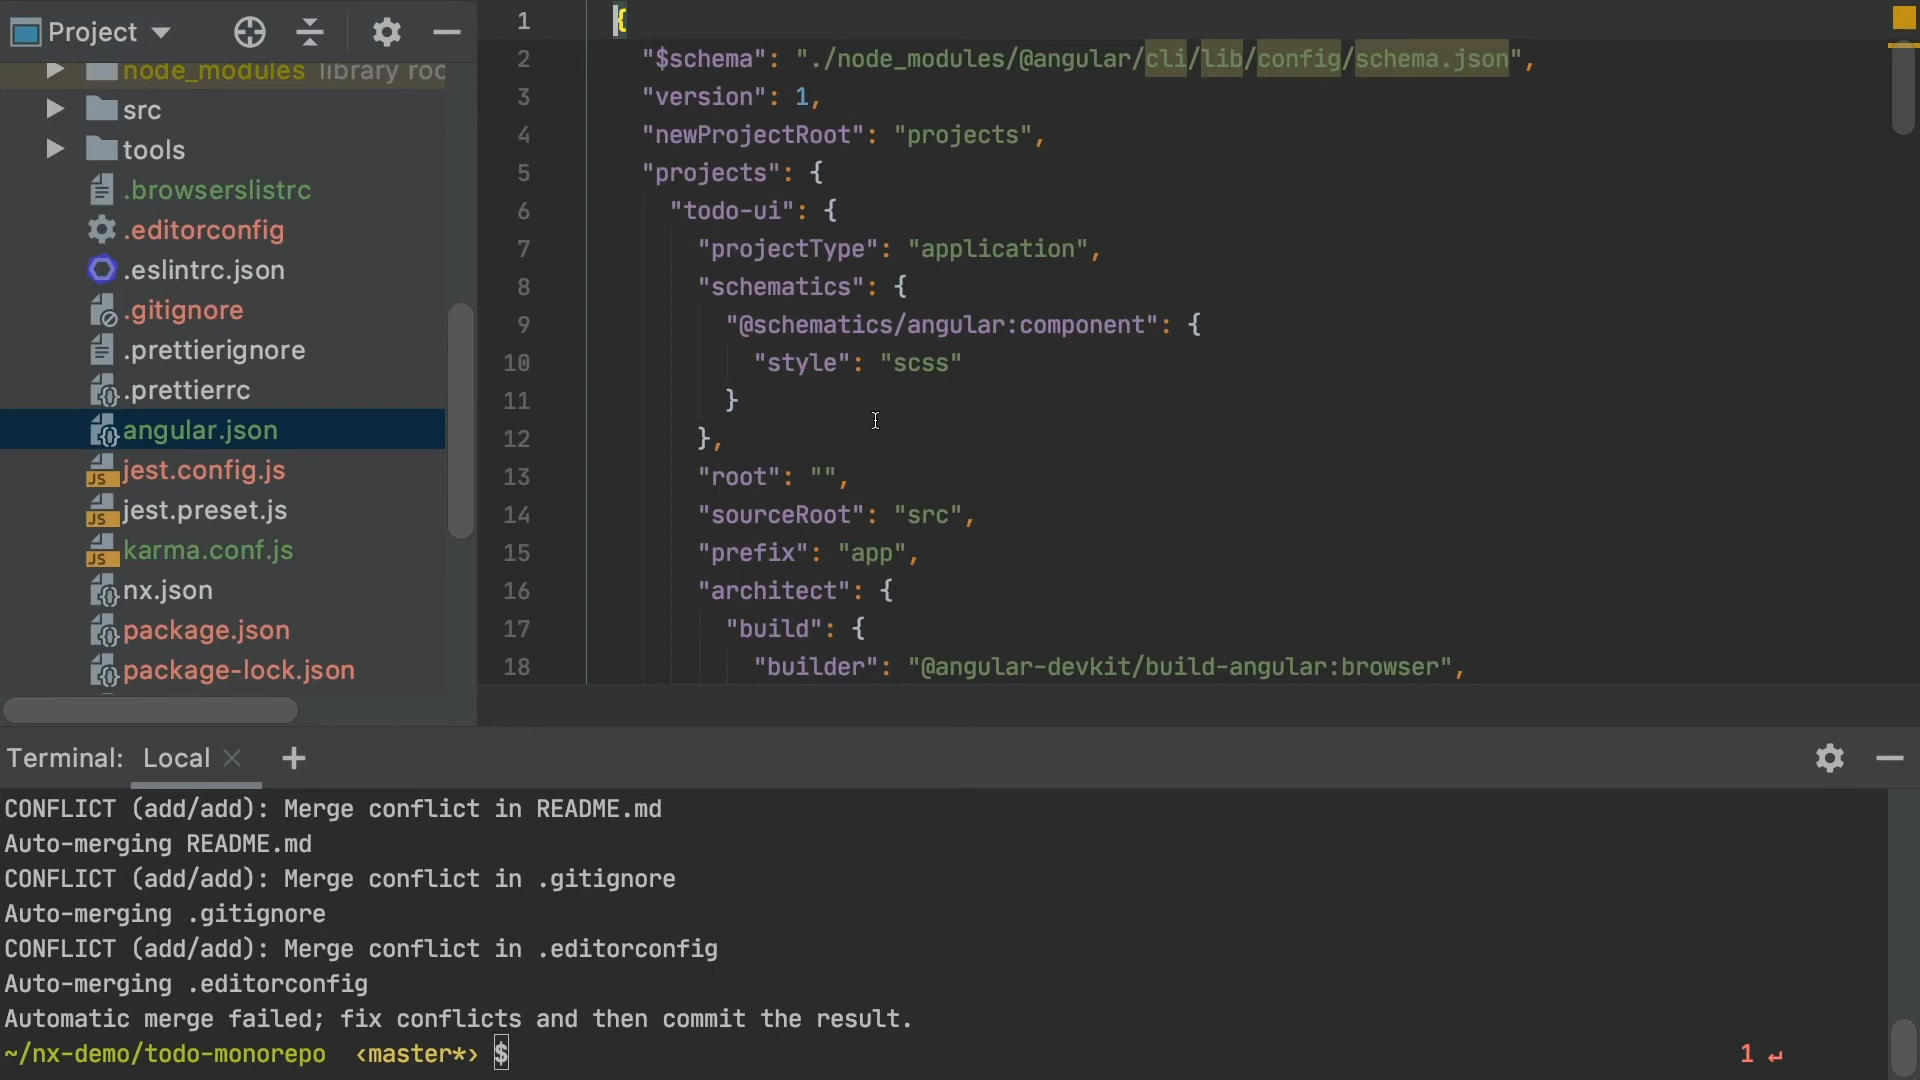 Project
node_modules library roo
src
tools
.browserslistrc
.editorconfig
.eslintrc.json
.gitignore
.prettierignore
.prettierrc
angular.json
jest.config.js
jest.preset.js
karma.conf.js
nx.json
package.json
package-lock.json
1 {
2 "$schema": "./node_modules/@angular/cli/lib/config/schema.json",
3 "version": 1,
4 "newProjectRoot": "projects",
5 "projects": {
6 "todo-ui": {
7 "projectType": "application",
8 "schematics": {
9 "@schematics/angular:component": {
10 "style": "scss"
11 }
12 },
13 "root": "",
14 "sourceRoot": "src",
15 "prefix": "app",
16 "architect": {
17 "build": {
18 "builder": "@angular-devkit/build-angular:browser",
Terminal: Local
CONFLICT (add/add): Merge conflict in README.md
Auto-merging README.md
CONFLICT (add/add): Merge conflict in .gitignore
Auto-merging .gitignore
CONFLICT (add/add): Merge conflict in .editorconfig
Auto-merging .editorconfig
Automatic merge failed; fix conflicts and then commit the result.
~/nx-demo/todo-monorepo ‹master*› $ 1 ↵